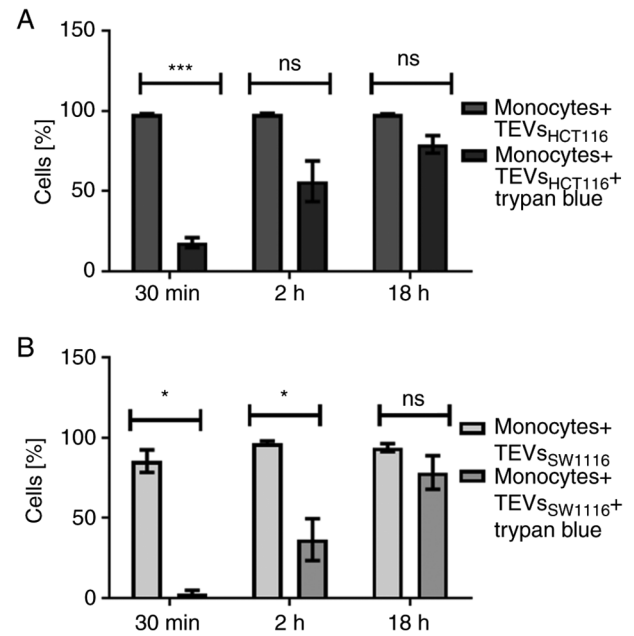 A
150
***
ns
ns
100
Monocytes+
TEVsHCT116
Monocytes+
TEVsHCT116+
trypan blue
Cells [%]
50
0
30 min
2 h
18 h
B
150
*
*
ns
100
Monocytes+
TEVsSW1116
Monocytes+
TEVsSW1116+
trypan blue
Cells [%]
50
0
30 min
2 h
18 h